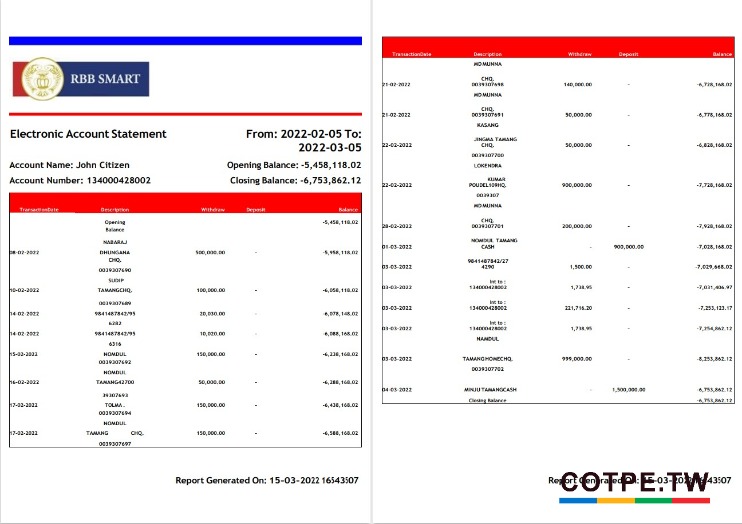 RBB SMART
Electronic Account Statement
From: 2022-02-05 To:
2022-03-05
Account Name: John Citizen
Opening Balance: -5,458,118.02
Account Number: 134000428002
Closing Balance: -6,753,862.12
TransactionDate Description Withdraw Deposit Balance
Opening
Balance
-5,458,118.02
NABARAJ
08-02-2022 DHUNGANA 500,000.00 - -5,958,118.02
CHQ,
0039307690
SUDIP
10-02-2022 TAMANGCHQ, 100,000.00 - -6,058,118.02
0039307689
14-02-2022 9841487842/95 20,030.00 - -6,078,148.02
6282
14-02-2022 9841487842/95 10,020.00 - -6,088,168.02
6316
15-02-2022 NOMDUL 150,000.00 - -6,238,168.02
0039307692
NOMDUL
16-02-2022 TAMANG42700 50,000.00 - -6,288,168.02
39307693
17-02-2022 TOLMA . 150,000.00 - -6,438,168.02
0039307694
NOMDUL
17-02-2022 TAMANG CHQ, 150,000.00 - -6,588,168.02
0039307697
Report Generated On: 15-03-2022 16543507
TransactionDate Description Withdraw Deposit Balance
MD MUNNA
CHQ,
21-02-2022 0039307698 140,000.00 - -6,728,168.02
MD MUNNA
CHQ,
21-02-2022 0039307691 50,000.00 - -6,778,168.02
KASANG
JINGMA TAMANG
22-02-2022 CHQ, 50,000.00 - -6,828,168.02
0039307700
LOKENDRA
KUMAR
22-02-2022 POUDEL109HQ, 900,000.00 - -7,728,168.02
0039307
MD MUNNA
CHQ,
28-02-2022 0039307701 200,000.00 - -7,928,168.02
NOMDUL TAMANG
01-03-2022 CASH - 900,000.00 -7,028,168.02
9841487842/27
03-03-2022 4290 1,500.00 - -7,029,668.02
Int to :
03-03-2022 134000428002 1,738.95 - -7,031,406.97
Int to :
03-03-2022 134000428002 221,716.20 - -7,253,123.17
Int to :
03-03-2022 134000428002 1,738.95 - -7,254,862.12
NAMDUL
03-03-2022 TAMANGHOMECHQ, 999,000.00 - -8,253,862.12
0039307702
04-03-2022 MINJU TAMANGCASH - 1,500,000.00 -6,753,862.12
Closing Balance -6,753,862.12
Report Generated On: 15-03-2022 16543507
COTPE.TW